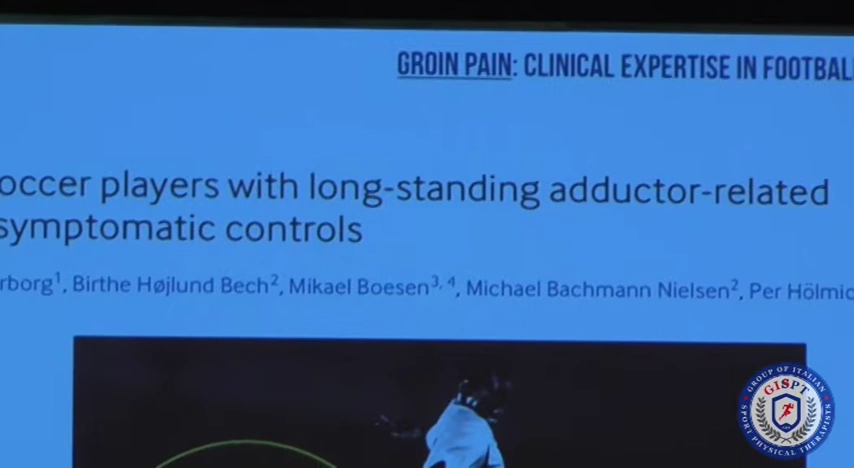 GROIN PAIN: CLINICAL EXPERTISE IN FOOTBAL
occer players with long-standing adductor-related
symptomatic controls
rborg¹, Birthe Højlund Bech², Mikael Boesen³,⁴, Michael Bachmann Nielsen², Per Hölmic
GROUP OF ITALIAN
GISPT
SPORT PHYSICAL THERAPISTS